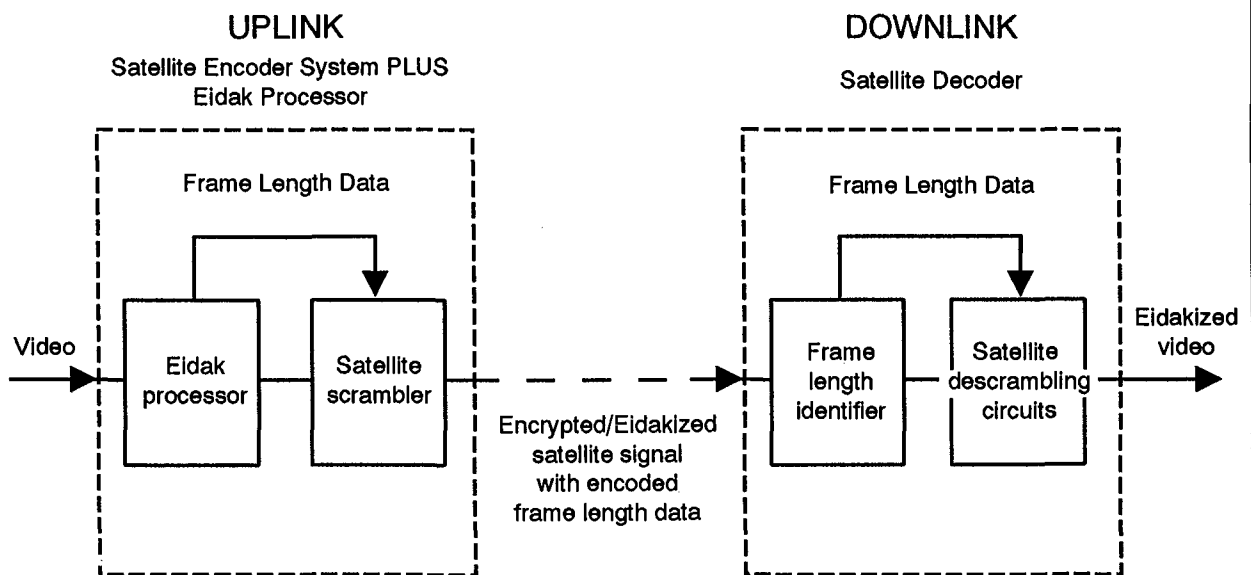 UPLINK
Satellite Encoder System PLUS
Eidak Processor
Frame Length Data
Video
Eidak
processor
Satellite
scrambler
Encrypted/Eidakized
satellite signal
with encoded
frame length data
DOWNLINK
Satellite Decoder
Frame Length Data
Frame
length
identifier
Satellite
descrambling
circuits
Eidakized
video